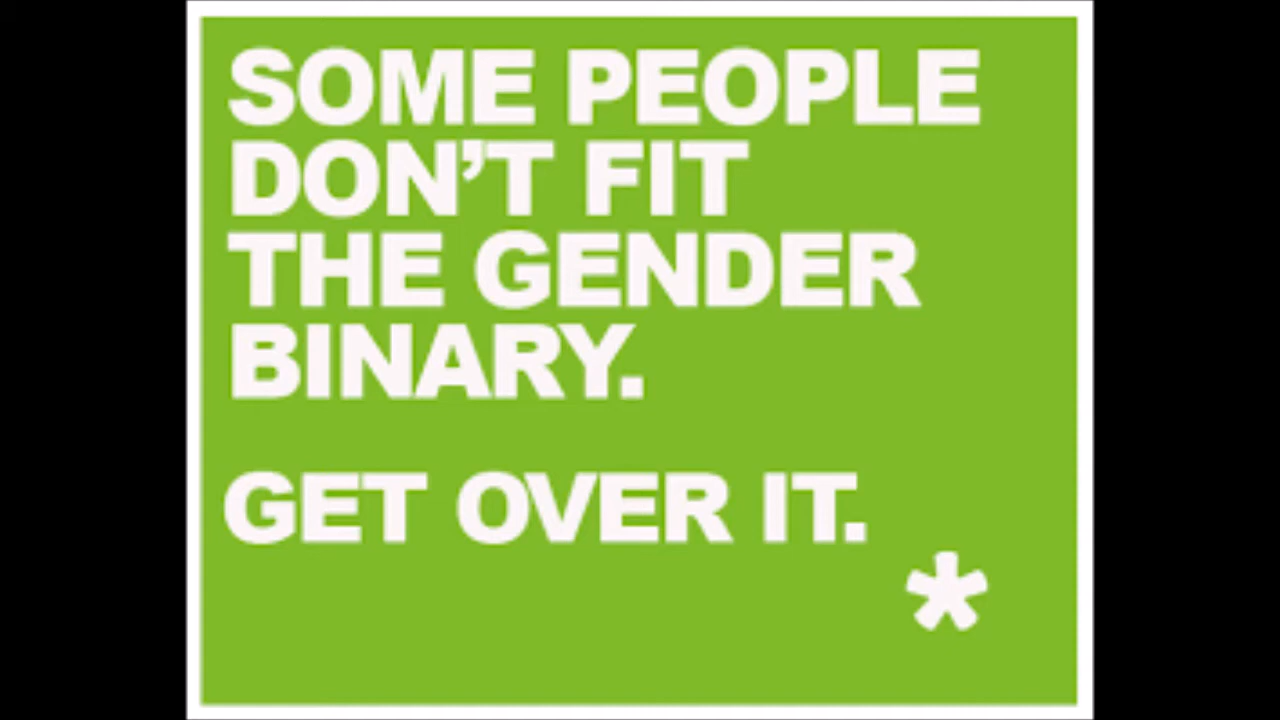 SOME PEOPLE
DON’T FIT
THE GENDER
BINARY.
GET OVER IT.
*